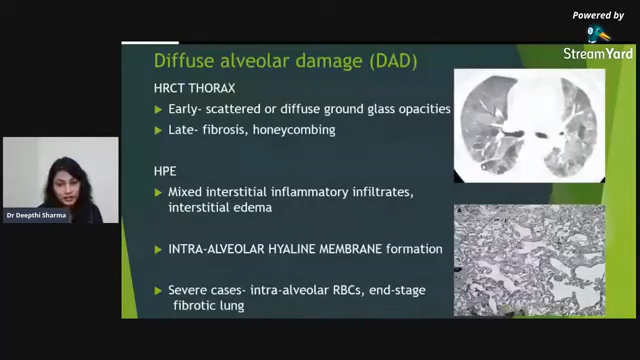 Powered by
StreamYard
Diffuse alveolar damage (DAD)
HRCT THORAX
Early- scattered or diffuse ground glass opacities
Late- fibrosis, honeycombing
HPE
Mixed interstitial inflammatory infiltrates,
interstitial edema
INTRA-ALVEOLAR HYALINE MEMBRANE formation
Severe cases- intra-alveolar RBCs, end-stage
fibrotic lung
Dr Deepthi Sharma